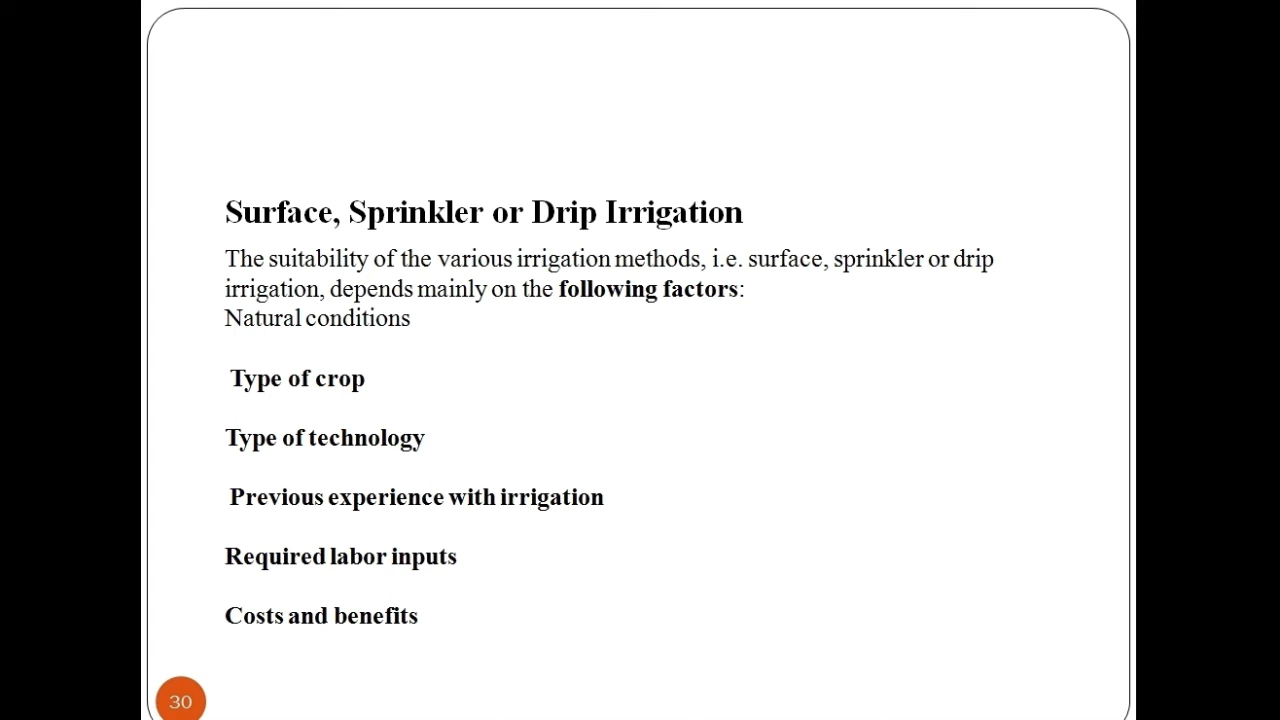 Surface, Sprinkler or Drip Irrigation
The suitability of the various irrigation methods, i.e. surface, sprinkler or drip
irrigation, depends mainly on the following factors:
Natural conditions
Type of crop
Type of technology
Previous experience with irrigation
Required labor inputs
Costs and benefits
30